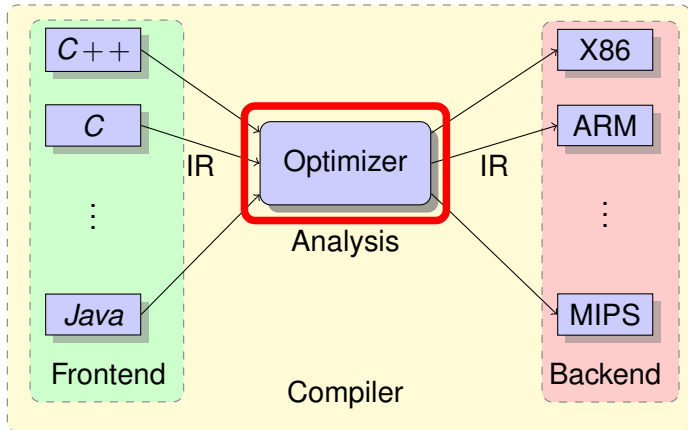 C++
C
⋮
Java
Frontend
IR
Optimizer
Analysis
IR
X86
ARM
⋮
MIPS
Backend
Compiler